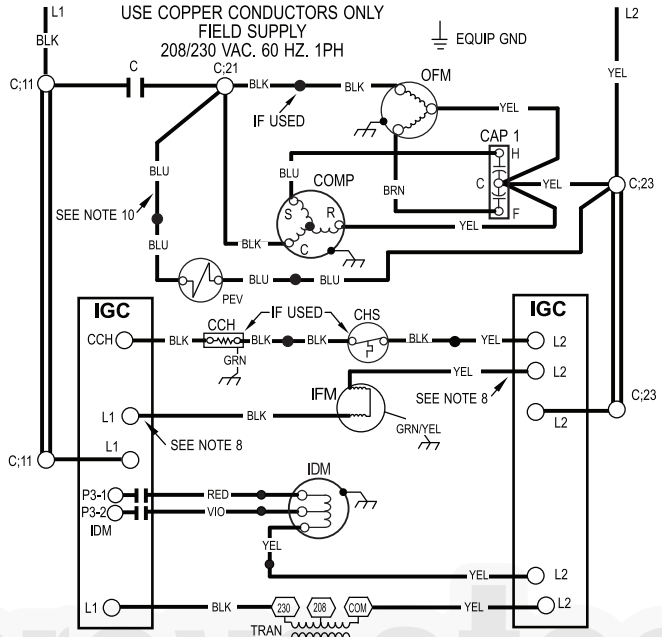 L1
USE COPPER CONDUCTORS ONLY
FIELD SUPPLY
208/230 VAC. 60 HZ. 1PH
EQUIP GND
L2
BLK
YEL
C;11
C
C;21
BLK
BLK
OFM
IF USED
YEL
CAP 1
H
C
F
YEL
C;23
BLU
BLU
COMP
BRN
SEE NOTE 10
S
R
C
YEL
BLU
BLK
PEV
BLU
BLU
IGC
IGC
IF USED
CHS
CCH
BLK
CCH
BLK
BLK
BLK
YEL
L2
GRN
YEL
L2
IFM
SEE NOTE 8
L1
BLK
GRN/YEL
L2
C;23
SEE NOTE 8
C;11
L1
IDM
P3-1
RED
P3-2
VIO
IDM
YEL
YEL
L2
L1
BLK
230
208
COM
YEL
L2
TRAN